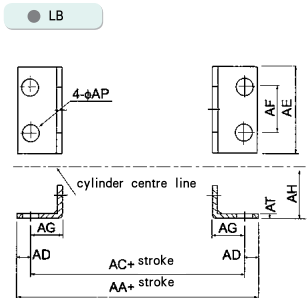 LB
4-ϕAP
AF
AE
cylinder centre line
AH
AT
AG
AG
AD
AD
AC+ stroke
AA+ stroke